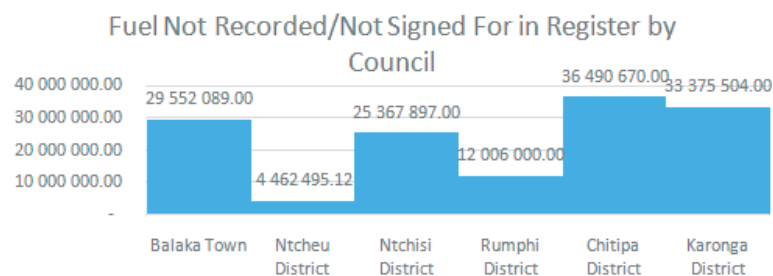 Fuel Not Recorded/Not Signed For in Register by
Council
40 000 000.00
30 000 000.00
20 000 000.00
10 000 000.00
-
29 552 089.00
4 462 495.12
25 367 897.00
12 006 000.00
36 490 670.00
33 375 504.00
Balaka Town
Ntcheu
District
Ntchisi
District
Rumphi
District
Chitipa
District
Karonga
District